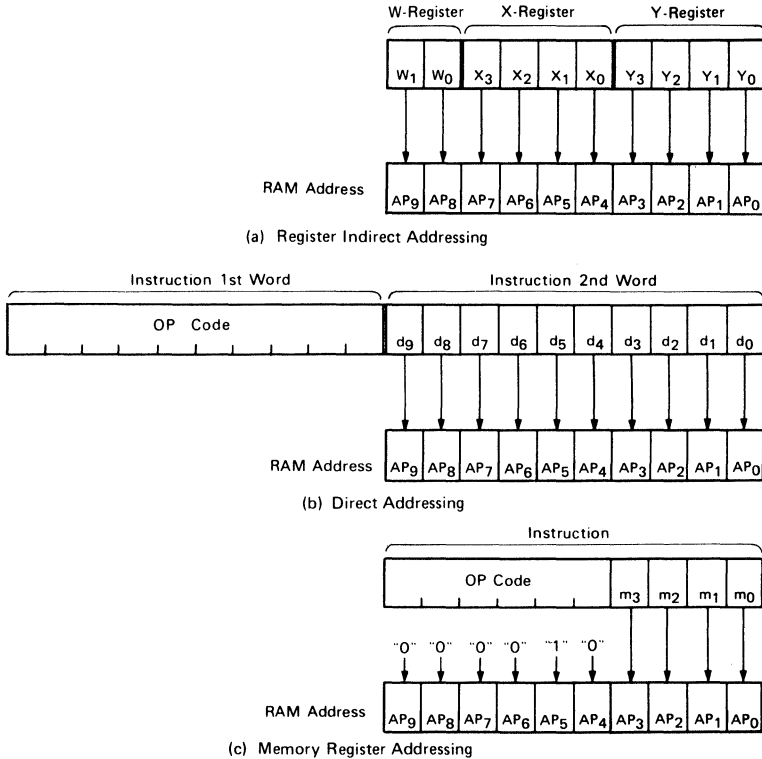 W-Register X-Register Y-Register
W1 W0 X3 X2 X1 X0 Y3 Y2 Y1 Y0
RAM Address AP9 AP8 AP7 AP6 AP5 AP4 AP3 AP2 AP1 AP0
(a) Register Indirect Addressing
Instruction 1st Word Instruction 2nd Word
OP Code d9 d8 d7 d6 d5 d4 d3 d2 d1 d0
RAM Address AP9 AP8 AP7 AP6 AP5 AP4 AP3 AP2 AP1 AP0
(b) Direct Addressing
Instruction
OP Code m3 m2 m1 m0
"0" "0" "0" "0" "1" "0"
RAM Address AP9 AP8 AP7 AP6 AP5 AP4 AP3 AP2 AP1 AP0
(c) Memory Register Addressing